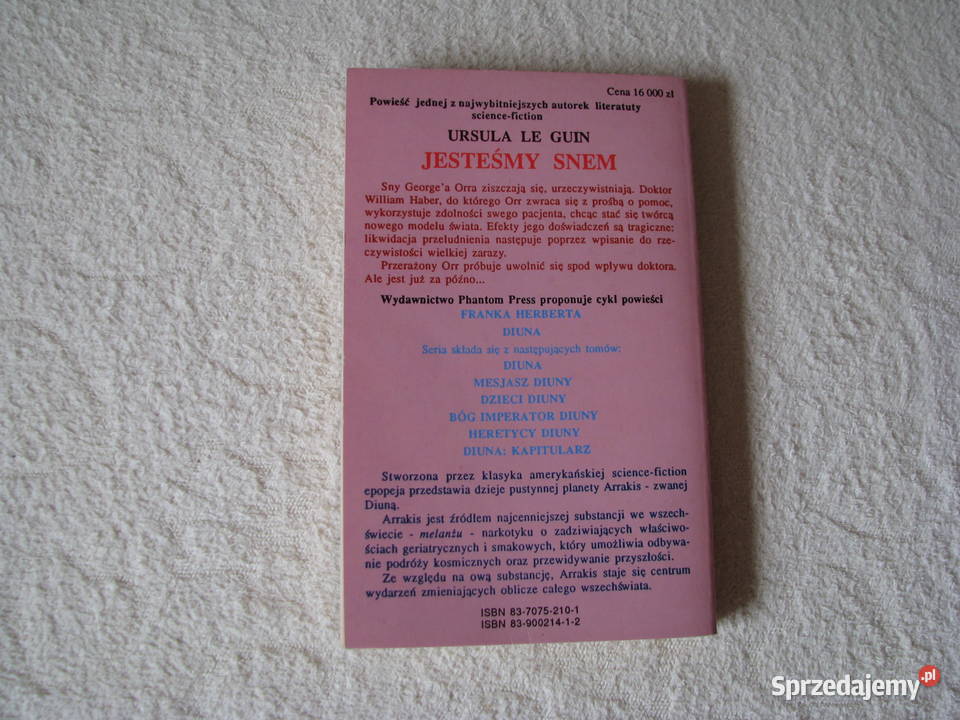 Cena 16 000 zł
Powieść jednej z najwybitniejszych autorek literatuty
science-fiction
URSULA LE GUIN
JESTEŚMY SNEM
Sny George'a Orra ziszczają się, urzeczywistniają. Doktor
William Haber, do którego Orr zwraca się z prośbą o pomoc,
wykorzystuje zdolności swego pacjenta, chcąc stać się twórcą
nowego modelu świata. Efekty jego doświadczeń są tragiczne:
likwidacja przeludnienia następuje poprzez wpisanie do rze-
czywistości wielkiej zarazy.
Przerażony Orr próbuje uwolnić się spod wpływu doktora.
Ale jest już za późno...
Wydawnictwo Phantom Press proponuje cykl powieści
FRANKA HERBERTA
DIUNA
Seria składa się z następujących tomów:
DIUNA
MESJASZ DIUNY
DZIECI DIUNY
BÓG IMPERATOR DIUNY
HERETYCY DIUNY
DIUNA: KAPITULARZ
Stworzona przez klasyka amerykańskiej science-fiction
epopeja przedstawia dzieje pustynnej planety Arrakis - zwanej
Diuną.
Arrakis jest źródłem najcenniejszej substancji we wszech-
świecie - melanżu - narkotyku o zadziwiających właściwo-
ściach geriatrycznych i smakowych, który umożliwia odbywa-
nie podróży kosmicznych oraz przewidywanie przyszłości.
Ze względu na ową substancję, Arrakis staje się centrum
wydarzeń zmieniających oblicze całego wszechświata.
ISBN 83-7075-210-1
ISBN 83-900214-1-2
Sprzedajemy.pl